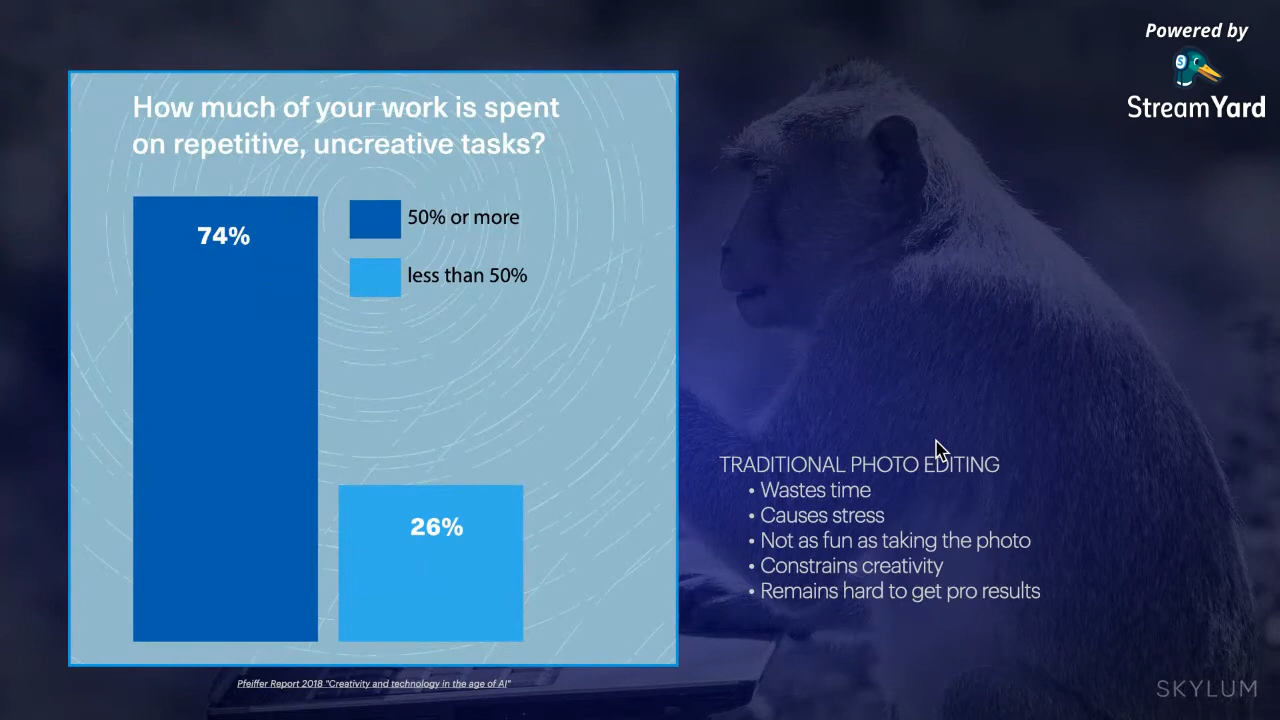 Powered by
StreamYard
How much of your work is spent
on repetitive, uncreative tasks?
74%
50% or more
less than 50%
26%
TRADITIONAL PHOTO EDITING
• Wastes time
• Causes stress
• Not as fun as taking the photo
• Constrains creativity
• Remains hard to get pro results
Pfeiffer Report 2018 "Creativity and technology in the age of AI"
SKYLUM